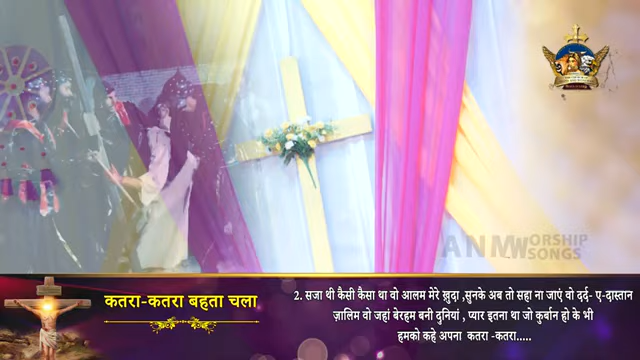 ANMW WORSHIP
SONGS
कतरा-कतरा बहता चला
2. सजा थी कैसी कैसा था वो आलम मेरे ख़ुदा ,सुनके अब तो सहा ना जाएं वो दर्द- ए-दास्तान
ज़ालिम वो जहां बेरहम बनी दुनियां , प्यार इतना था जो कुर्बान हो के भी
हमको कहे अपना कतरा -कतरा.....